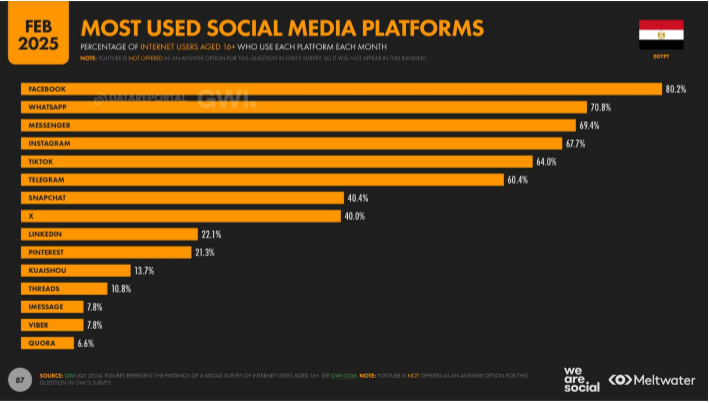 FEB
2025
MOST USED SOCIAL MEDIA PLATFORMS
PERCENTAGE OF INTERNET USERS AGED 16+ WHO USE EACH PLATFORM EACH MONTH
NOTE: YOUTUBE IS NOT OFFERED AS AN ANSWER OPTION FOR THIS QUESTION IN GWI'S SURVEY, SO IT WILL NOT APPEAR IN THIS RANKING
EGYPT
FACEBOOK 80.2%
DATAREPORTAL GWI.
WHATSAPP 70.8%
MESSENGER 69.4%
INSTAGRAM 67.7%
TIKTOK 64.0%
TELEGRAM 60.4%
SNAPCHAT 40.4%
X 40.0%
LINKEDIN 22.1%
PINTEREST 21.3%
KUAISHOU 13.7%
THREADS 10.8%
IMESSAGE 7.8%
VIBER 7.8%
QUORA 6.6%
87
SOURCE: GWI (Q3 2024). FIGURES REPRESENT THE FINDINGS OF A BROAD SURVEY OF INTERNET USERS AGED 16+. SEE GWI.COM. NOTE: YOUTUBE IS NOT OFFERED AS AN ANSWER OPTION FOR THIS
QUESTION IN GWI'S SURVEY.
we
are.
social
Meltwater